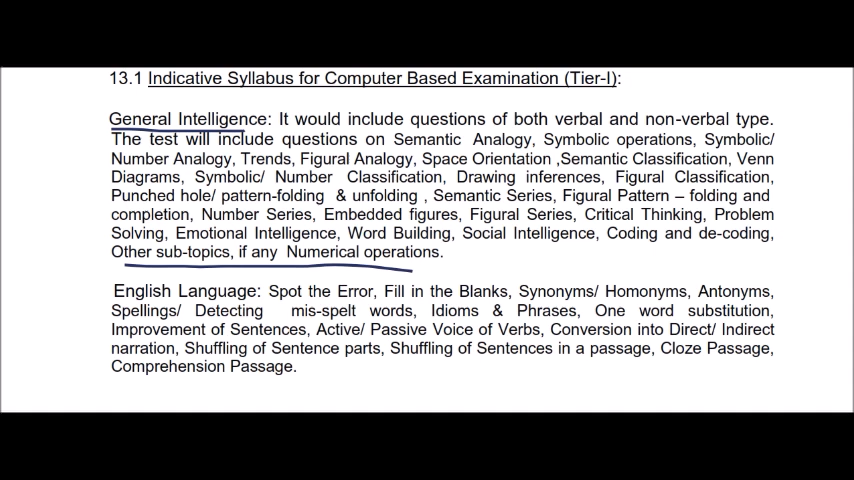 13.1 Indicative Syllabus for Computer Based Examination (Tier-I):
General Intelligence: It would include questions of both verbal and non-verbal type.
The test will include questions on Semantic Analogy, Symbolic operations, Symbolic/
Number Analogy, Trends, Figural Analogy, Space Orientation ,Semantic Classification, Venn
Diagrams, Symbolic/ Number Classification, Drawing inferences, Figural Classification,
Punched hole/ pattern-folding & unfolding , Semantic Series, Figural Pattern – folding and
completion, Number Series, Embedded figures, Figural Series, Critical Thinking, Problem
Solving, Emotional Intelligence, Word Building, Social Intelligence, Coding and de-coding,
Other sub-topics, if any Numerical operations.
English Language: Spot the Error, Fill in the Blanks, Synonyms/ Homonyms, Antonyms,
Spellings/ Detecting mis-spelt words, Idioms & Phrases, One word substitution,
Improvement of Sentences, Active/ Passive Voice of Verbs, Conversion into Direct/ Indirect
narration, Shuffling of Sentence parts, Shuffling of Sentences in a passage, Cloze Passage,
Comprehension Passage.